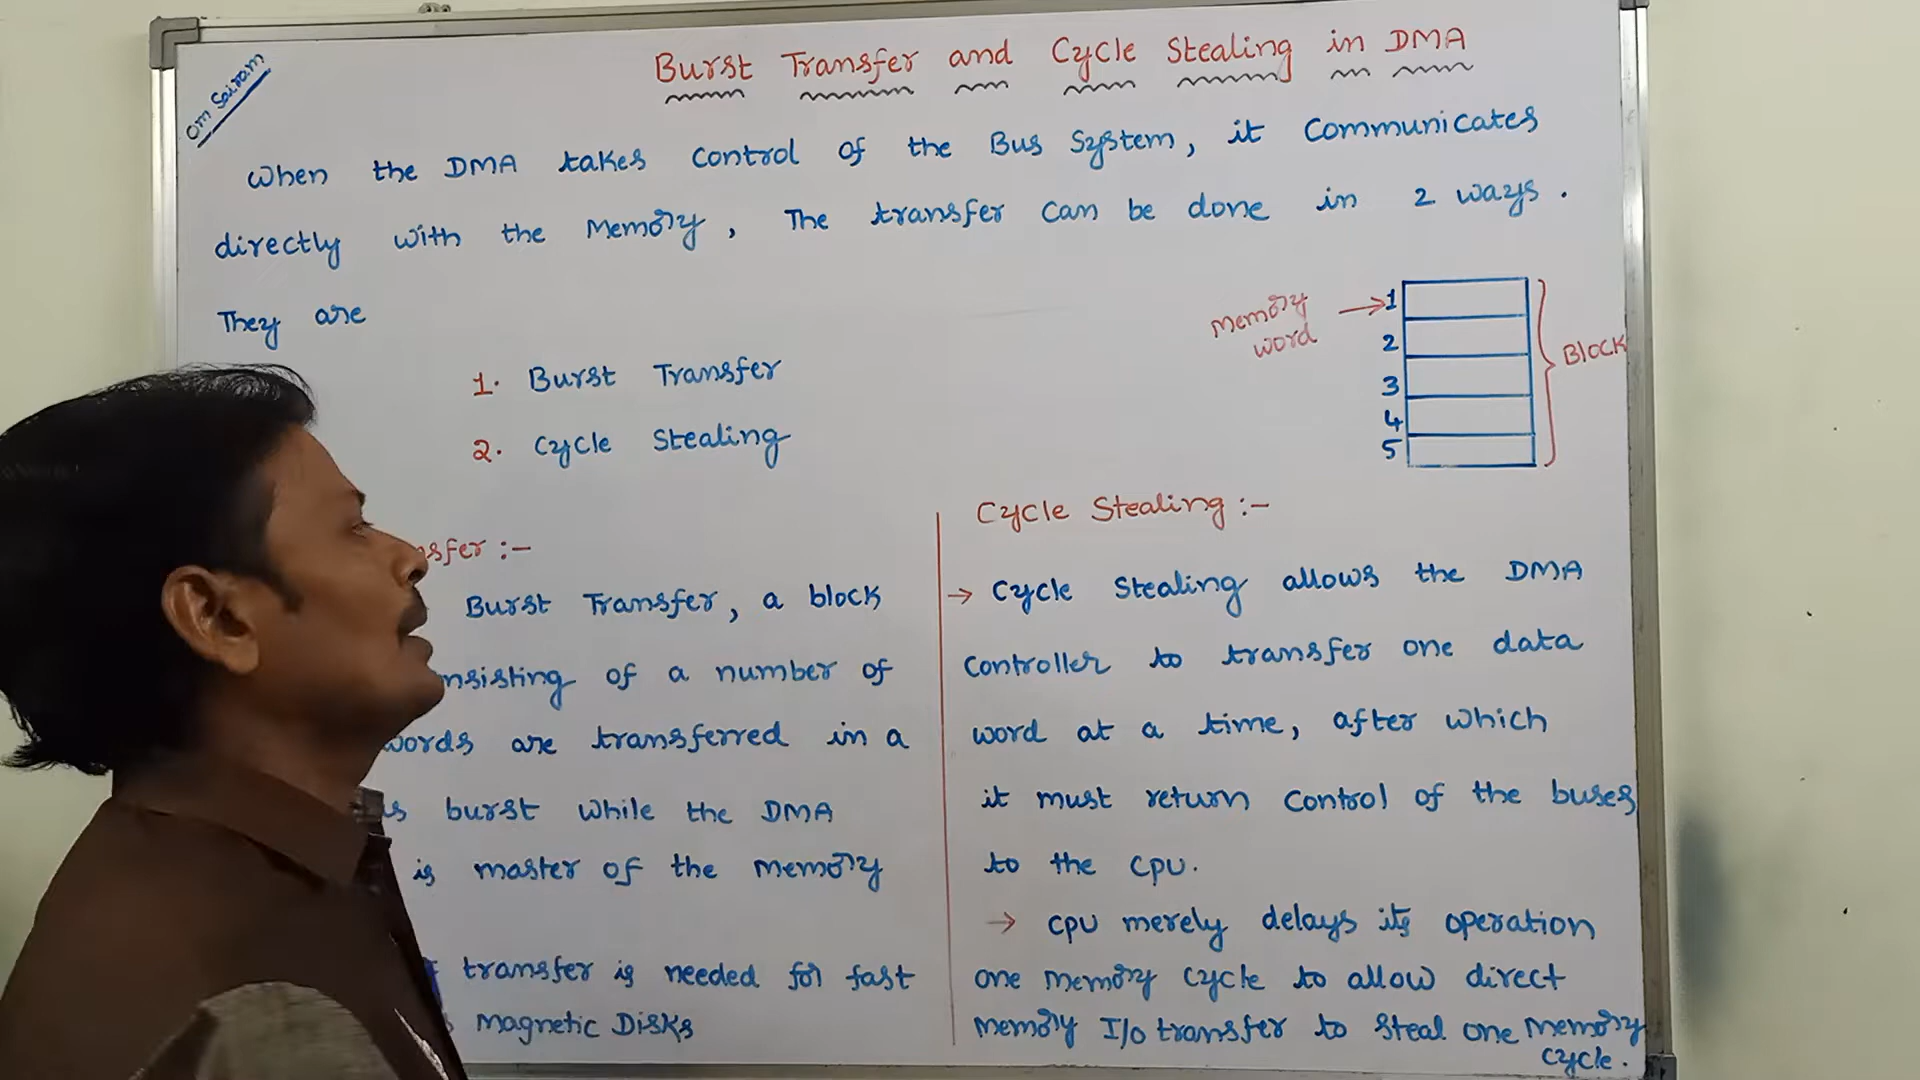 Om Sairam
Burst Transfer and Cycle Stealing in DMA
When the DMA takes control of the Bus System, it communicates
directly with the Memory, The transfer can be done in 2 ways.
They are
1. Burst Transfer
2. Cycle Stealing
Memory
word
1
2
3
4
5
BLOCK
nsfer :-
Burst Transfer, a block
nsisting of a number of
words are transferred in a
s burst while the DMA
is master of the memory
transfer is needed for fast
Magnetic Disks
Cycle Stealing :-
→ Cycle Stealing allows the DMA
controller to transfer one data
word at a time, after which
it must return control of the buses
to the CPU.
→ CPU merely delays its operation
one memory cycle to allow direct
memory I/o transfer to steal one memory
cycle.